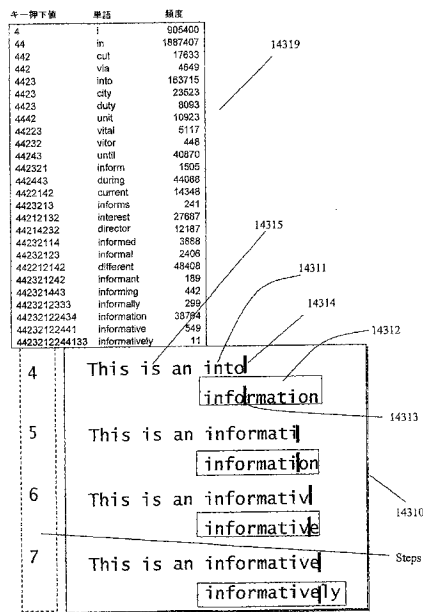 キー押下値 単語 頻度
4 i 905400
44 in 1887407
442 cut 17633
442 via 4649
4423 into 163715
4423 city 23523
4423 duty 8093
4442 unit 10923
44223 vital 5117
44232 vitor 446
44243 until 40870
442321 inform 1505
442443 during 44066
4422142 current 14348
4423213 informs 241
44212132 interest 27687
44214232 director 12187
44232114 informed 3888
44232123 informal 2406
442212142 different 48408
442321242 informant 189
442321443 informing 442
4423212333 informally 299
44232122434 information 38764
44232122441 informative 549
4423212244133 informatively 11
14319
14315
14311
14314
14312
4 This is an into
information
14313
5 This is an informati
information
14310
6 This is an informativ
informative
Steps
7 This is an informative
informatively